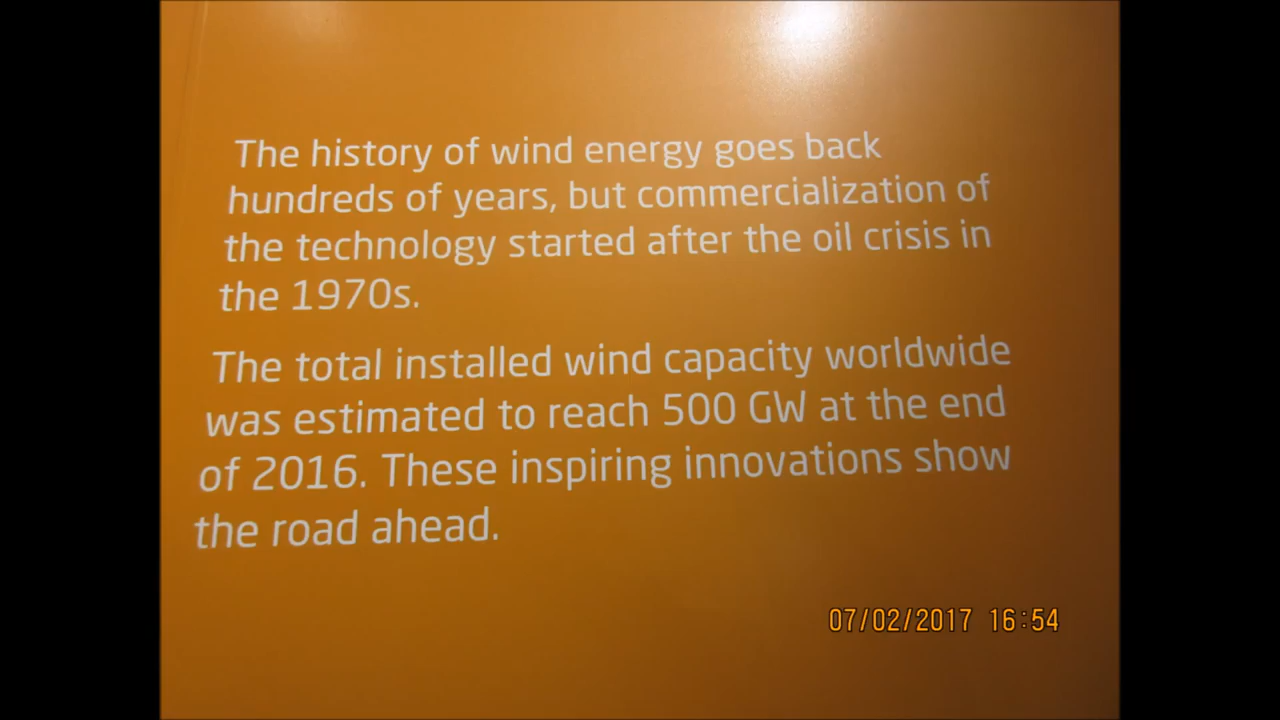 The history of wind energy goes back
hundreds of years, but commercialization of
the technology started after the oil crisis in
the 1970s.
The total installed wind capacity worldwide
was estimated to reach 500 GW at the end
of 2016. These inspiring innovations show
the road ahead.
07/02/2017 16:54